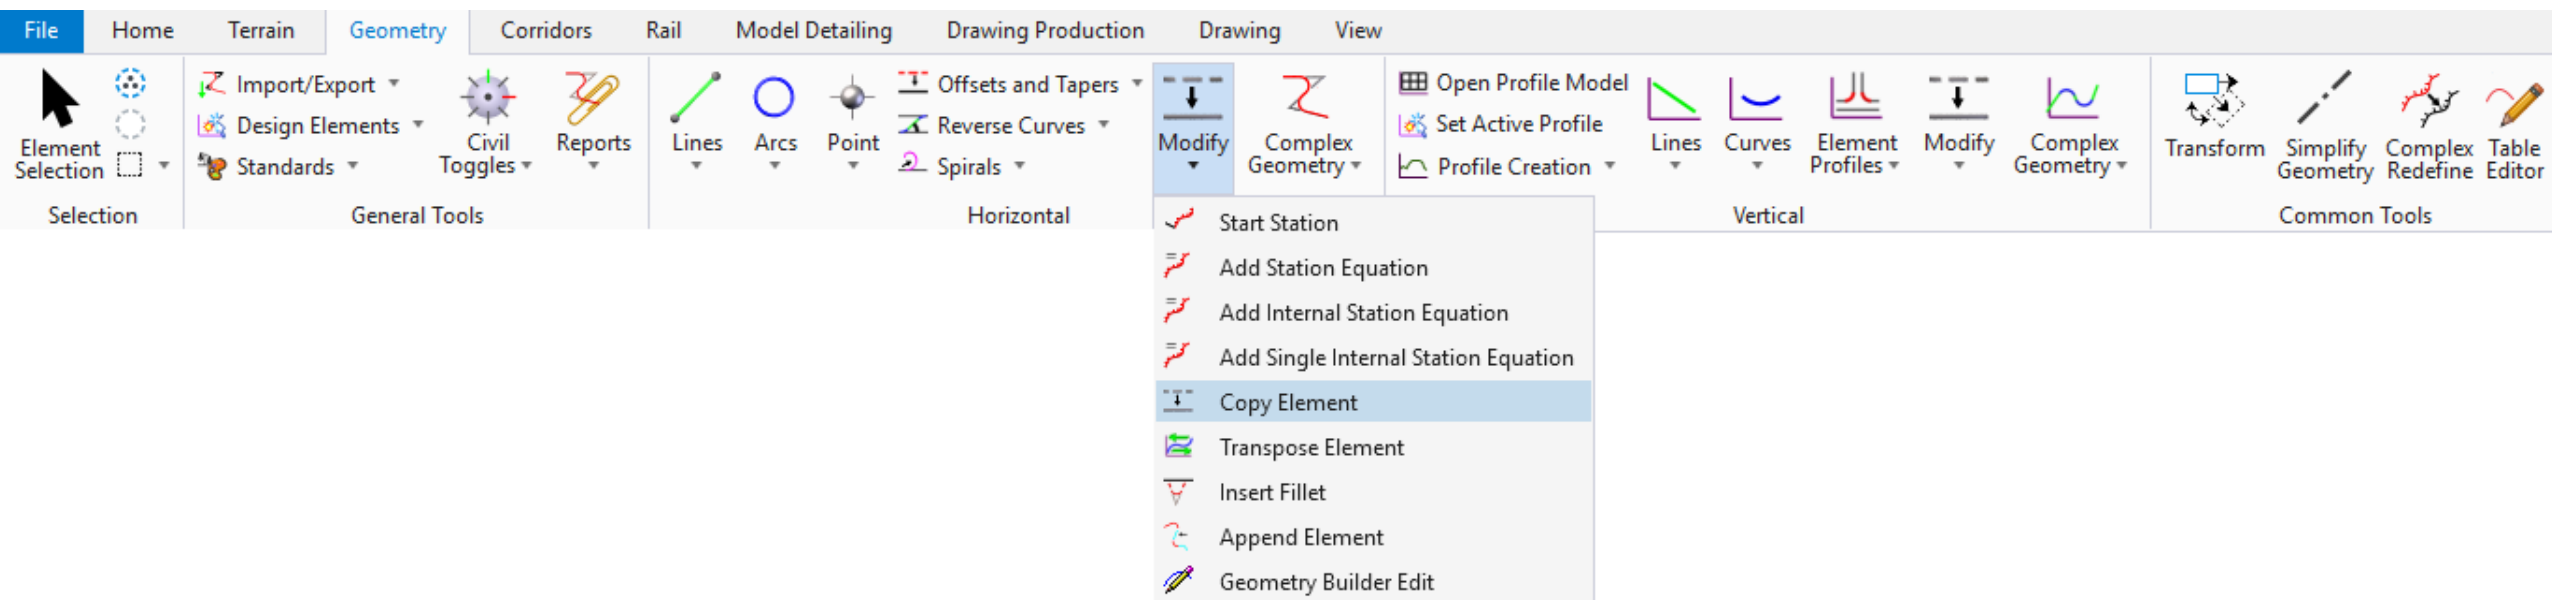 File Home Terrain Geometry Corridors Rail Model Detailing Drawing Production Drawing View
Element
Selection
Selection
Import/Export
Design Elements
Standards
Civil
Toggles
Reports
General Tools
Lines
Arcs
Point
Offsets and Tapers
Reverse Curves
Spirals
Modify
Complex
Geometry
Horizontal
Open Profile Model
Set Active Profile
Profile Creation
Lines
Curves
Element
Profiles
Modify
Complex
Geometry
Vertical
Transform
Simplify
Geometry
Complex
Redefine
Table
Editor
Common Tools
Start Station
Add Station Equation
Add Internal Station Equation
Add Single Internal Station Equation
Copy Element
Transpose Element
Insert Fillet
Append Element
Geometry Builder Edit